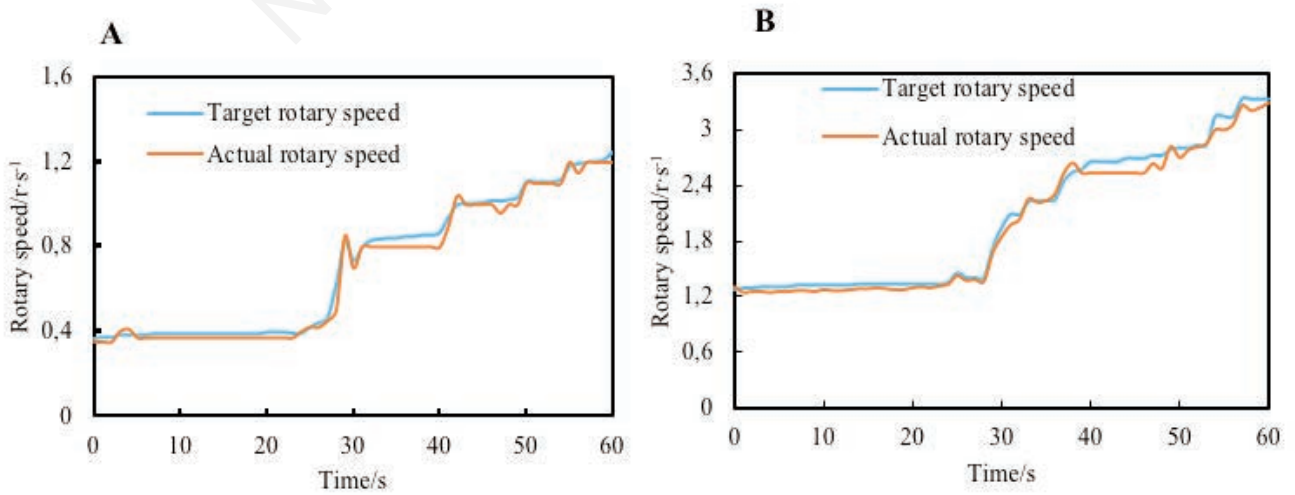 A
1,6
1,2
0,8
0,4
0
Rotary speed/r·s⁻¹
Target rotary speed
Actual rotary speed
0 10 20 30 40 50 60
Time/s
B
3,6
3
2,4
1,8
1,2
0,6
0
Rotary speed/r·s⁻¹
Target rotary speed
Actual rotary speed
0 10 20 30 40 50 60
Time/s